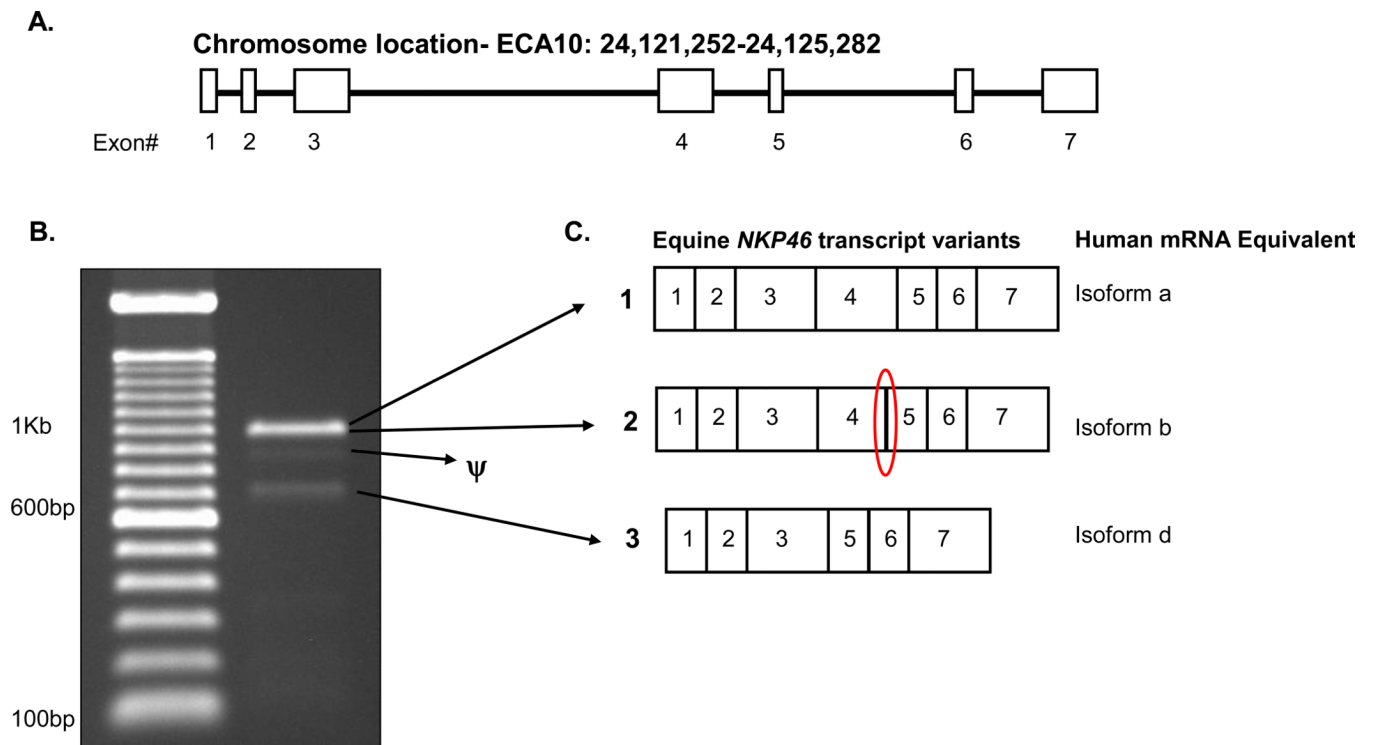 A.
Chromosome location- ECA10: 24,121,252-24,125,282
Exon# 1 2 3 4 5 6 7
B.
1Kb
600bp
100bp
ψ
C.
Equine NKP46 transcript variants Human mRNA Equivalent
1 1 2 3 4 5 6 7 Isoform a
2 1 2 3 4 5 6 7 Isoform b
3 1 2 3 5 6 7 Isoform d